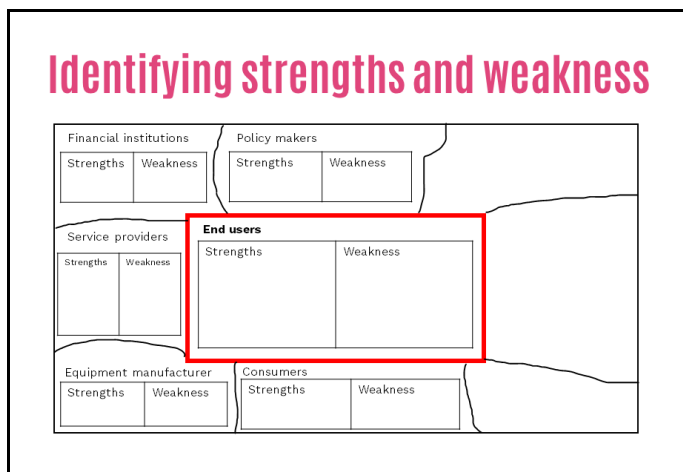 Identifying strengths and weakness
Financial institutions
Strengths Weakness
Policy makers
Strengths Weakness
Service providers
Strengths Weakness
End users
Strengths Weakness
Equipment manufacturer
Strengths Weakness
Consumers
Strengths Weakness